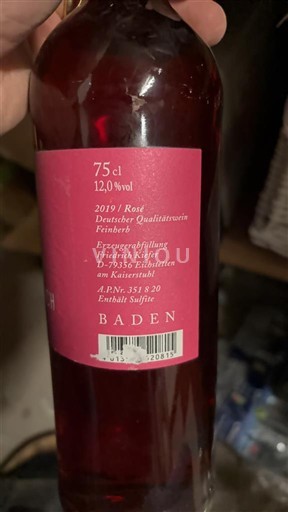 75 cl
12,0 %vol
2019 / Rosé
Deutscher Qualitätswein
Feinherb
Erzeugerabfüllung
Friedrich Kiefer
D-79356 Eichstetten
am Kaiserstuhl
A.P.Nr. 351 8 20
Enthält Sulfite
BADEN